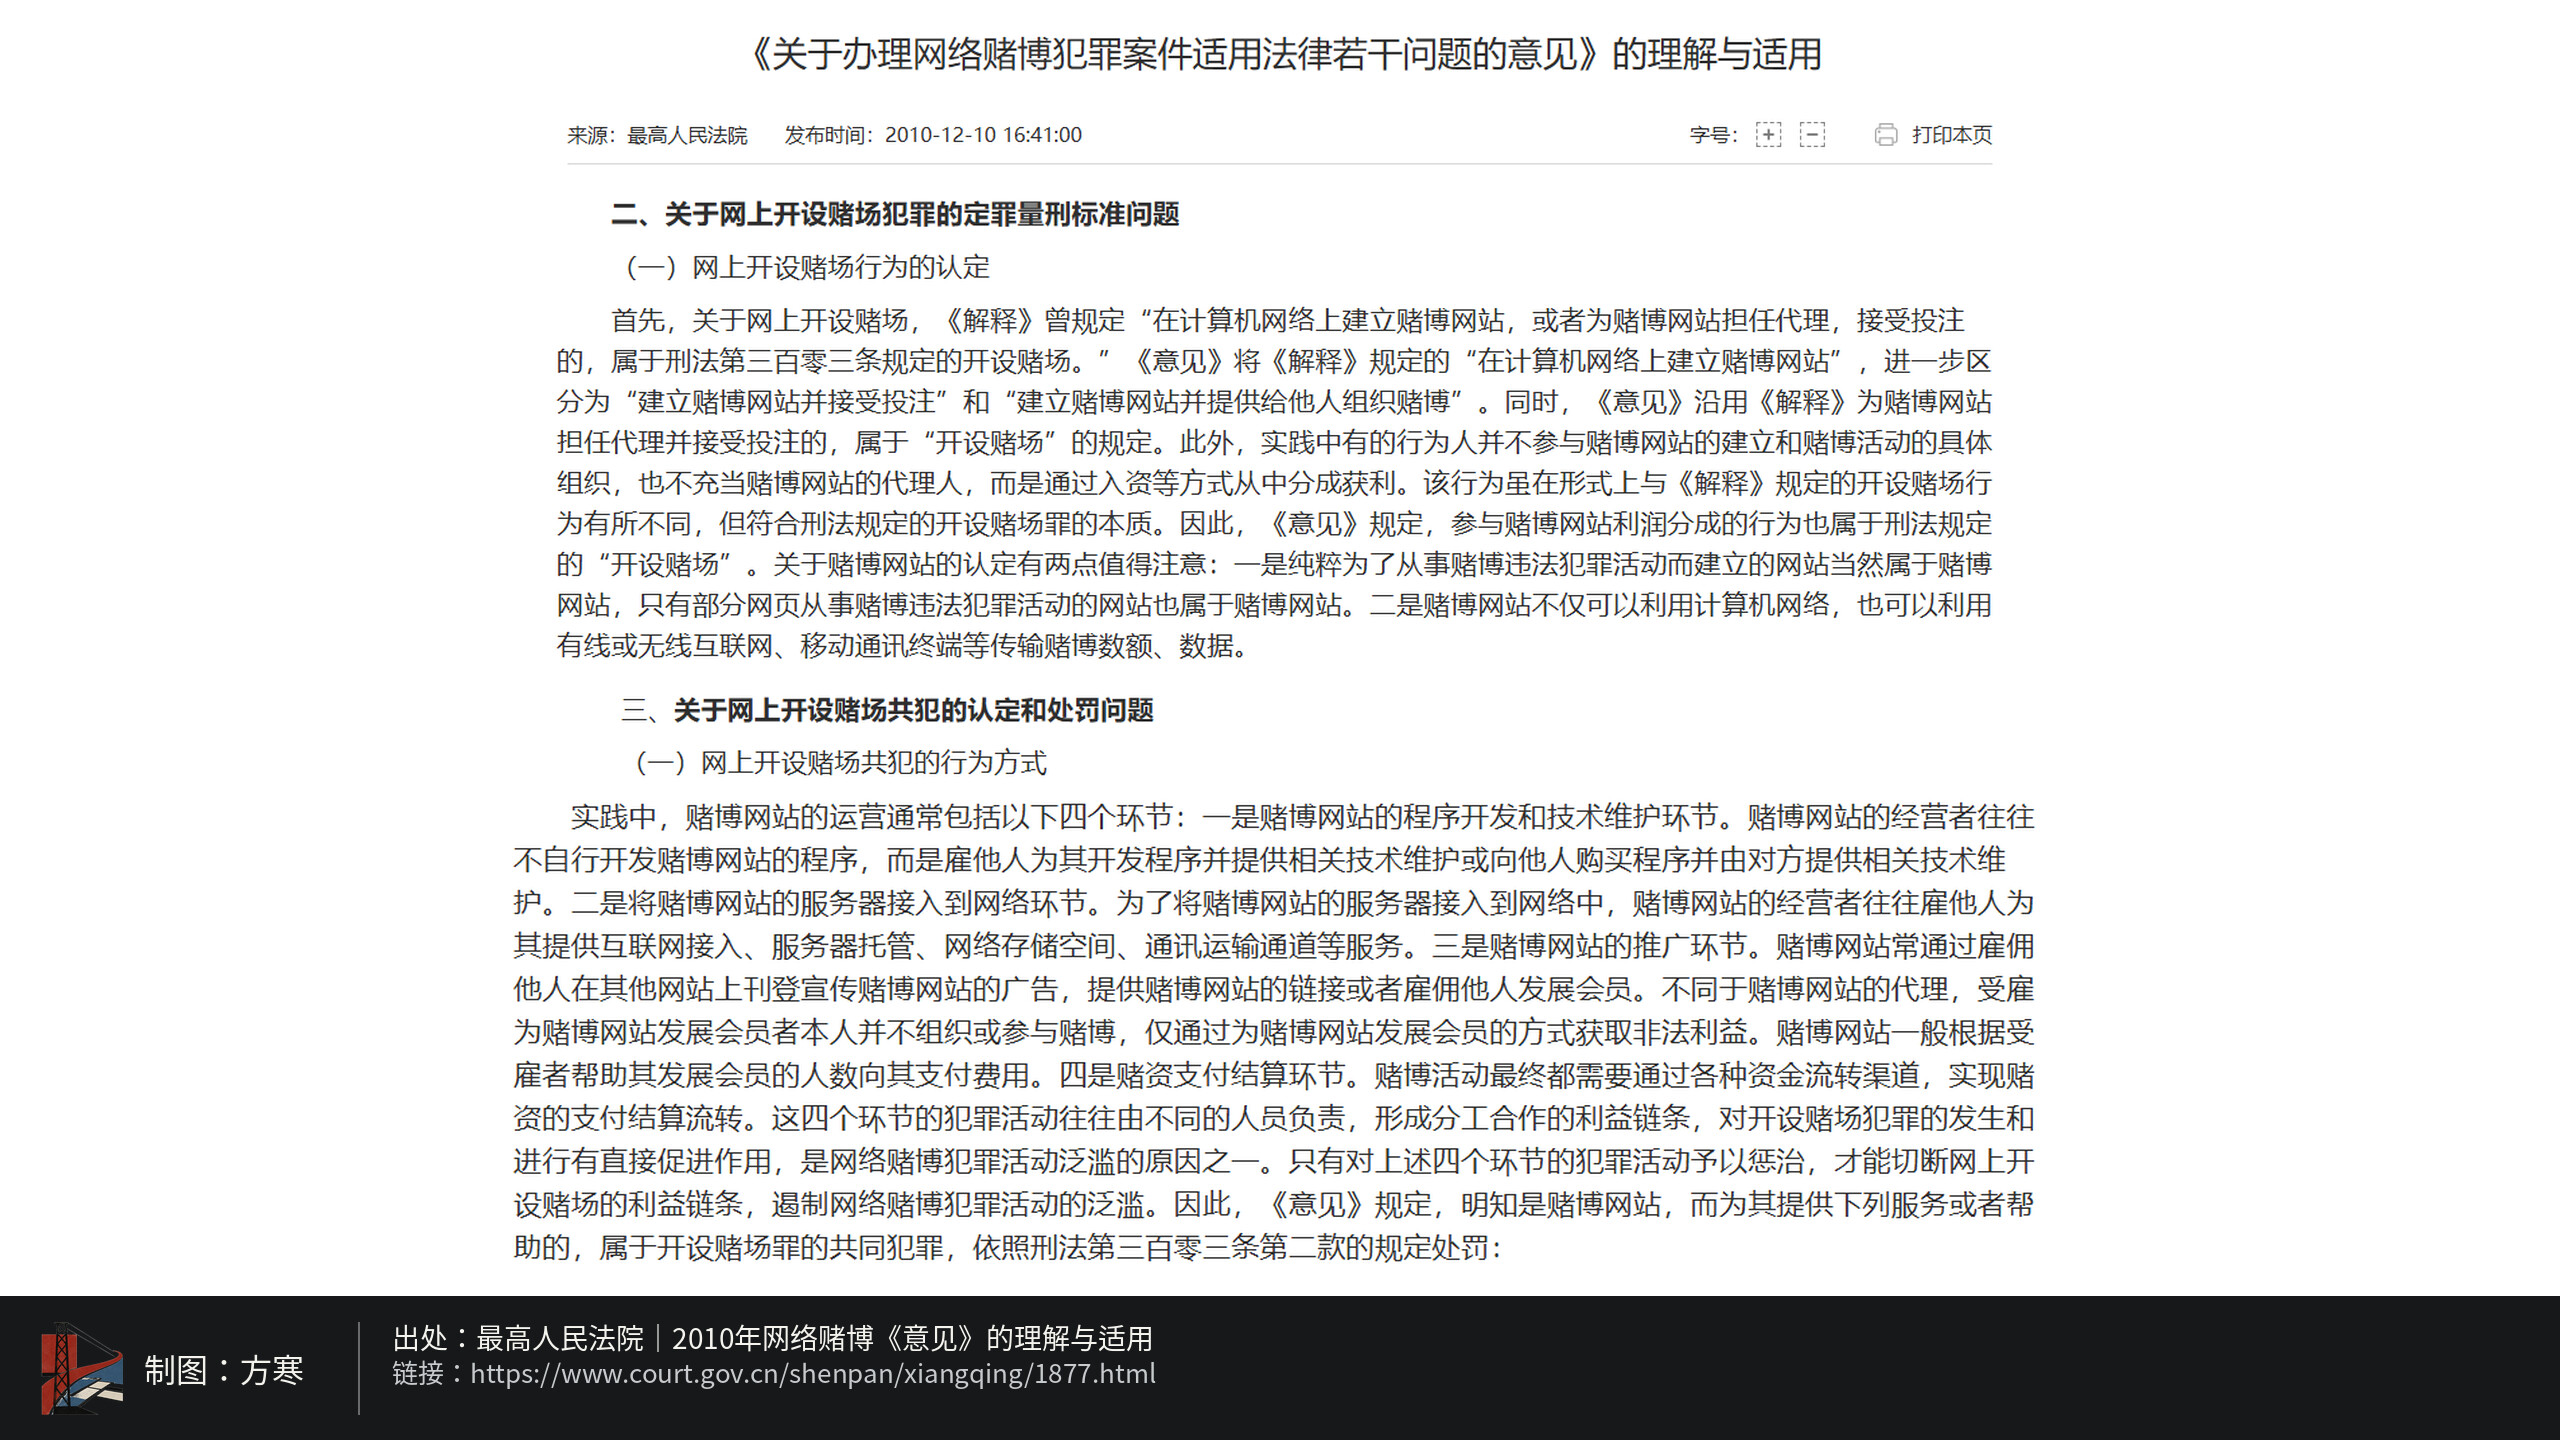 《关于办理网络赌博犯罪案件适用法律若干问题的意见》的理解与适用
来源：最高人民法院 发布时间：2010-12-10 16:41:00 字号： + - 打印本页
二、关于网上开设赌场犯罪的定罪量刑标准问题
（一）网上开设赌场行为的认定
首先，关于网上开设赌场，《解释》曾规定“在计算机网络上建立赌博网站，或者为赌博网站担任代理，接受投注
的，属于刑法第三百零三条规定的开设赌场。”《意见》将《解释》规定的“在计算机网络上建立赌博网站”，进一步区
分为“建立赌博网站并接受投注”和“建立赌博网站并提供给他人组织赌博”。同时，《意见》沿用《解释》为赌博网站
担任代理并接受投注的，属于“开设赌场”的规定。此外，实践中有的行为人并不参与赌博网站的建立和赌博活动的具体
组织，也不充当赌博网站的代理人，而是通过入资等方式从中分成获利。该行为虽在形式上与《解释》规定的开设赌场行
为有所不同，但符合刑法规定的开设赌场罪的本质。因此，《意见》规定，参与赌博网站利润分成的行为也属于刑法规定
的“开设赌场”。关于赌博网站的认定有两点值得注意：一是纯粹为了从事赌博违法犯罪活动而建立的网站当然属于赌博
网站，只有部分网页从事赌博违法犯罪活动的网站也属于赌博网站。二是赌博网站不仅可以利用计算机网络，也可以利用
有线或无线互联网、移动通讯终端等传输赌博数额、数据。
三、关于网上开设赌场共犯的认定和处罚问题
（一）网上开设赌场共犯的行为方式
实践中，赌博网站的运营通常包括以下四个环节：一是赌博网站的程序开发和技术维护环节。赌博网站的经营者往往
不自行开发赌博网站的程序，而是雇他人为其开发程序并提供相关技术维护或向他人购买程序并由对方提供相关技术维
护。二是将赌博网站的服务器接入到网络环节。为了将赌博网站的服务器接入到网络中，赌博网站的经营者往往雇他人为
其提供互联网接入、服务器托管、网络存储空间、通讯运输通道等服务。三是赌博网站的推广环节。赌博网站常通过雇佣
他人在其他网站上刊登宣传赌博网站的广告，提供赌博网站的链接或者雇佣他人发展会员。不同于赌博网站的代理，受雇
为赌博网站发展会员者本人并不组织或参与赌博，仅通过为赌博网站发展会员的方式获取非法利益。赌博网站一般根据受
雇者帮助其发展会员的人数向其支付费用。四是赌资支付结算环节。赌博活动最终都需要通过各种资金流转渠道，实现赌
资的支付结算流转。这四个环节的犯罪活动往往由不同的人员负责，形成分工合作的利益链条，对开设赌场犯罪的发生和
进行有直接促进作用，是网络赌博犯罪活动泛滥的原因之一。只有对上述四个环节的犯罪活动予以惩治，才能切断网上开
设赌场的利益链条，遏制网络赌博犯罪活动的泛滥。因此，《意见》规定，明知是赌博网站，而为其提供下列服务或者帮
助的，属于开设赌场罪的共同犯罪，依照刑法第三百零三条第二款的规定处罚：
制图：方寒
出处：最高人民法院｜2010年网络赌博《意见》的理解与适用
链接：https://www.court.gov.cn/shenpan/xiangqing/1877.html